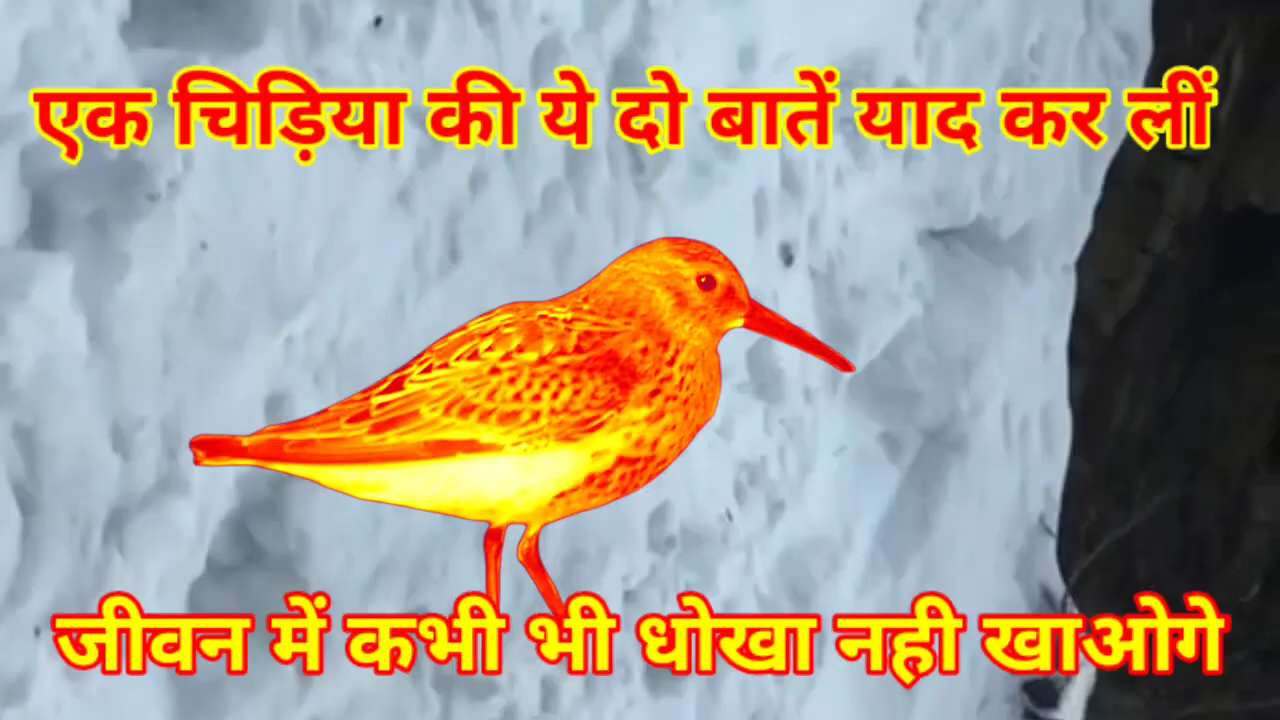 एक चिड़िया की ये दो बातें याद कर लीं
जीवन में कभी भी धोखा नही खाओगे